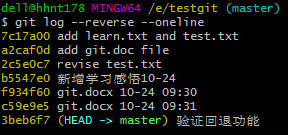 dell@hhnt178 MINGW64 /e/testgit (master)
$ git log --reverse --oneline
7c17a00 add learn.txt and test.txt
a2caf0d add git.doc file
2c5e0c7 revise test.txt
b5547e0 新增学习感悟10-24
f934f60 git.docx 10-24 09:30
c59e9e5 git.docx 10-24 09:31
3beb6f7 (HEAD -> master) 验证回退功能